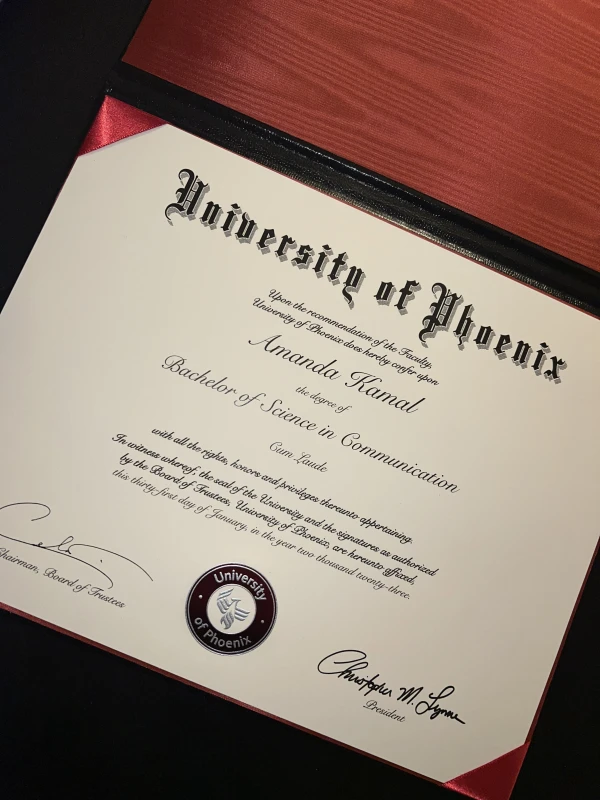 University of Phoenix
Upon the recommendation of the Faculty,
University of Phoenix does hereby confer upon
Amanda Kamal
the degree of
Bachelor of Science in Communication
Cum Laude
with all the rights, honors and privileges thereunto appertaining.
In witness whereof, the seal of the University and the signatures as authorized
by the Board of Trustees, University of Phoenix, are hereunto affixed,
this thirty-first day of January, in the year two thousand twenty-three.
Chairman, Board of Trustees
University
of Phoenix
Christopher M. Lynne
President